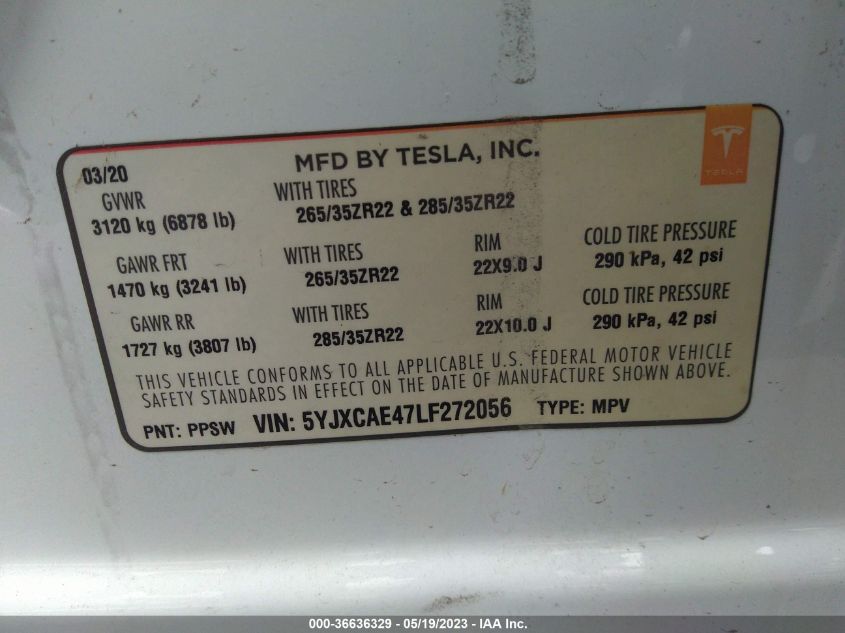 03/20 MFD BY TESLA, INC.
TESLA
GVWR WITH TIRES
3120 kg (6878 lb) 265/35ZR22 & 285/35ZR22
GAWR FRT WITH TIRES RIM COLD TIRE PRESSURE
1470 kg (3241 lb) 265/35ZR22 22X9.0 J 290 kPa, 42 psi
GAWR RR WITH TIRES RIM COLD TIRE PRESSURE
1727 kg (3807 lb) 285/35ZR22 22X10.0 J 290 kPa, 42 psi
THIS VEHICLE CONFORMS TO ALL APPLICABLE U.S. FEDERAL MOTOR VEHICLE
SAFETY STANDARDS IN EFFECT ON THE DATE OF MANUFACTURE SHOWN ABOVE.
PNT: PPSW VIN: 5YJXCAE47LF272056 TYPE: MPV
000-36636329 - 05/19/2023 - IAA Inc.